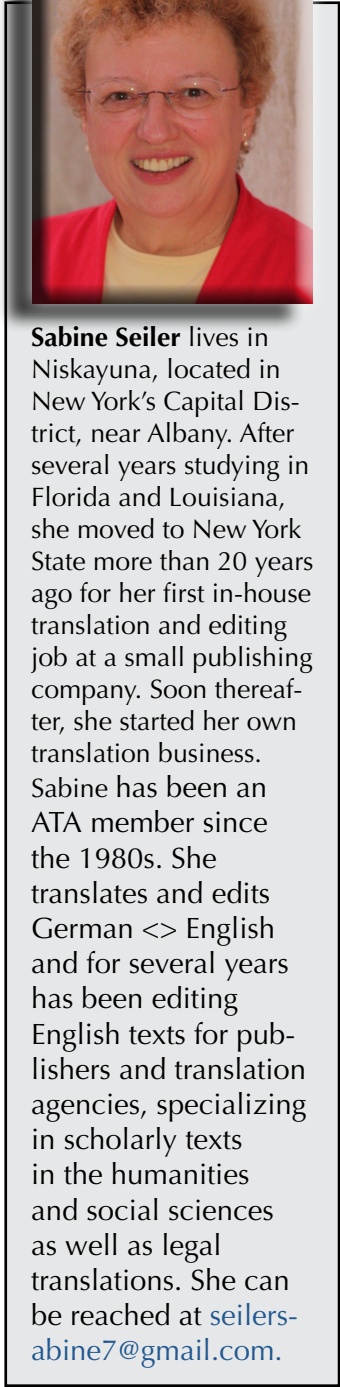 Sabine Seiler lives in
Niskayuna, located in
New York’s Capital Dis-
trict, near Albany. After
several years studying in
Florida and Louisiana,
she moved to New York
State more than 20 years
ago for her first in-house
translation and editing
job at a small publishing
company. Soon thereaf-
ter, she started her own
translation business.
Sabine has been an
ATA member since
the 1980s. She
translates and edits
German <> English
and for several years
has been editing
English texts for pub-
lishers and translation
agencies, specializing
in scholarly texts
in the humanities
and social sciences
as well as legal
translations. She can
be reached at seilers-
abine7@gmail.com.